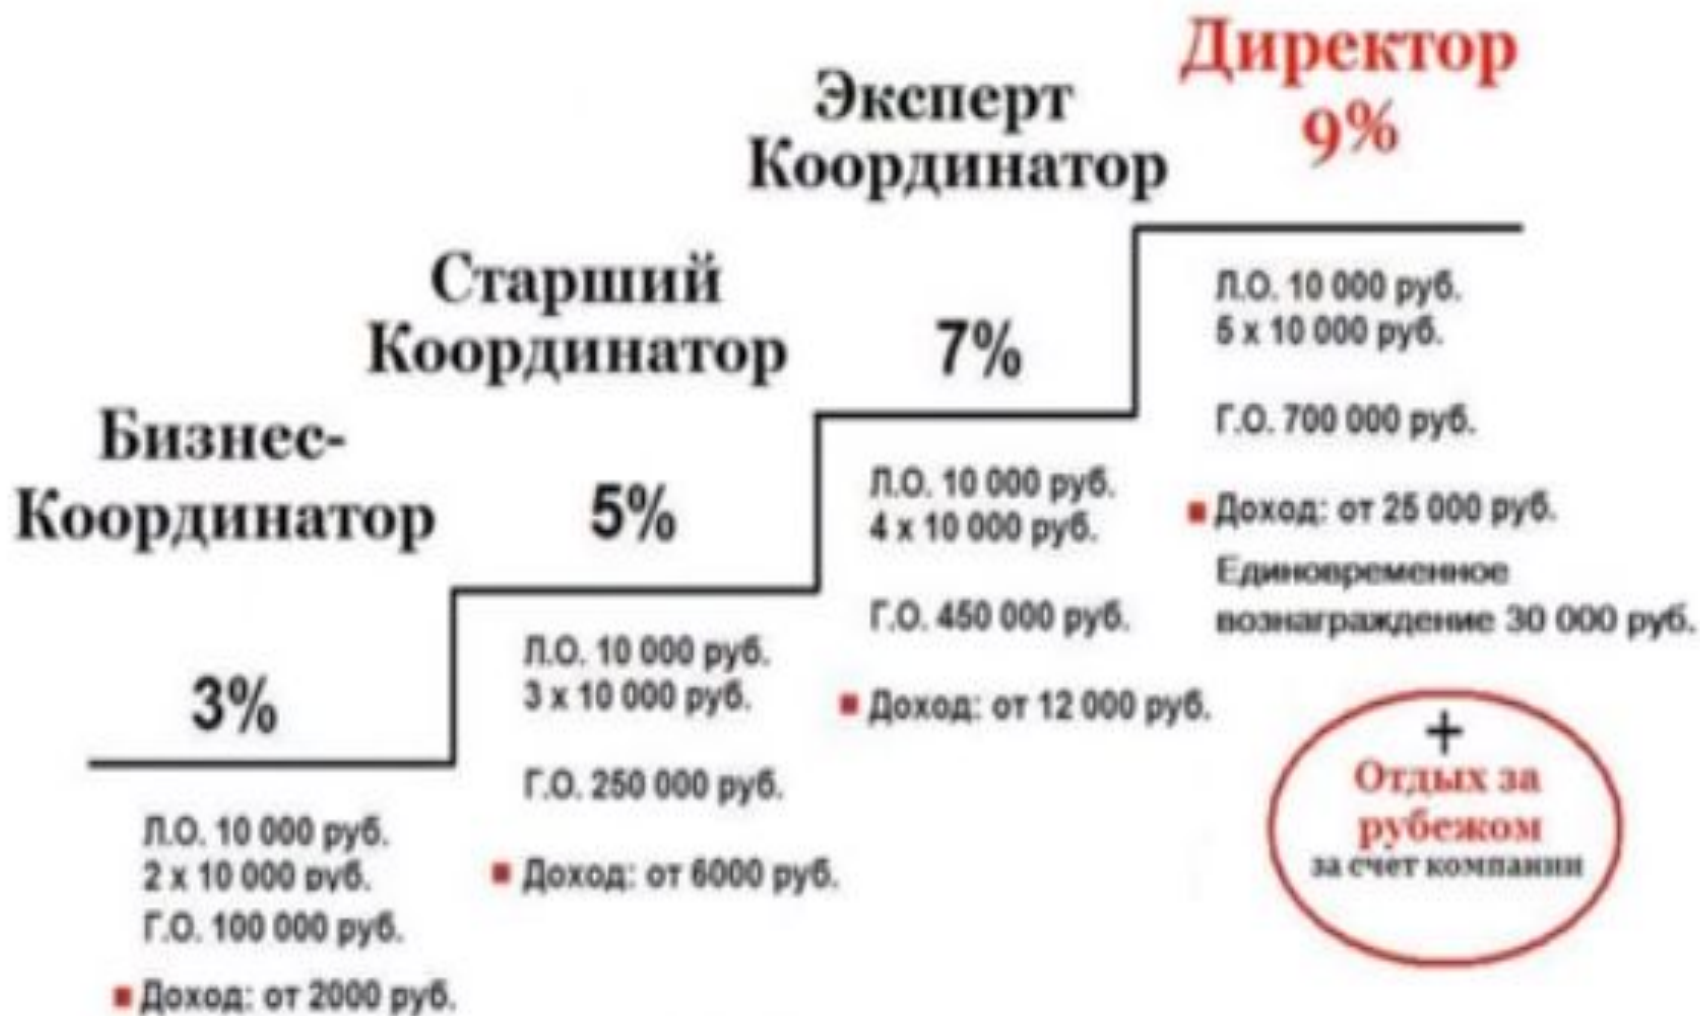 Бизнес-
Координатор
3%
Л.О. 10 000 руб.
2 х 10 000 руб.
Г.О. 100 000 руб.
Доход: от 2000 руб.
Старший
Координатор
5%
Л.О. 10 000 руб.
3 х 10 000 руб.
Г.О. 250 000 руб.
Доход: от 6000 руб.
Эксперт
Координатор
7%
Л.О. 10 000 руб.
4 х 10 000 руб.
Г.О. 450 000 руб.
Доход: от 12 000 руб.
Директор
9%
Л.О. 10 000 руб.
5 х 10 000 руб.
Г.О. 700 000 руб.
Доход: от 25 000 руб.
Единовременное
вознаграждение 30 000 руб.
+
Отдых за
рубежом
за счет компании